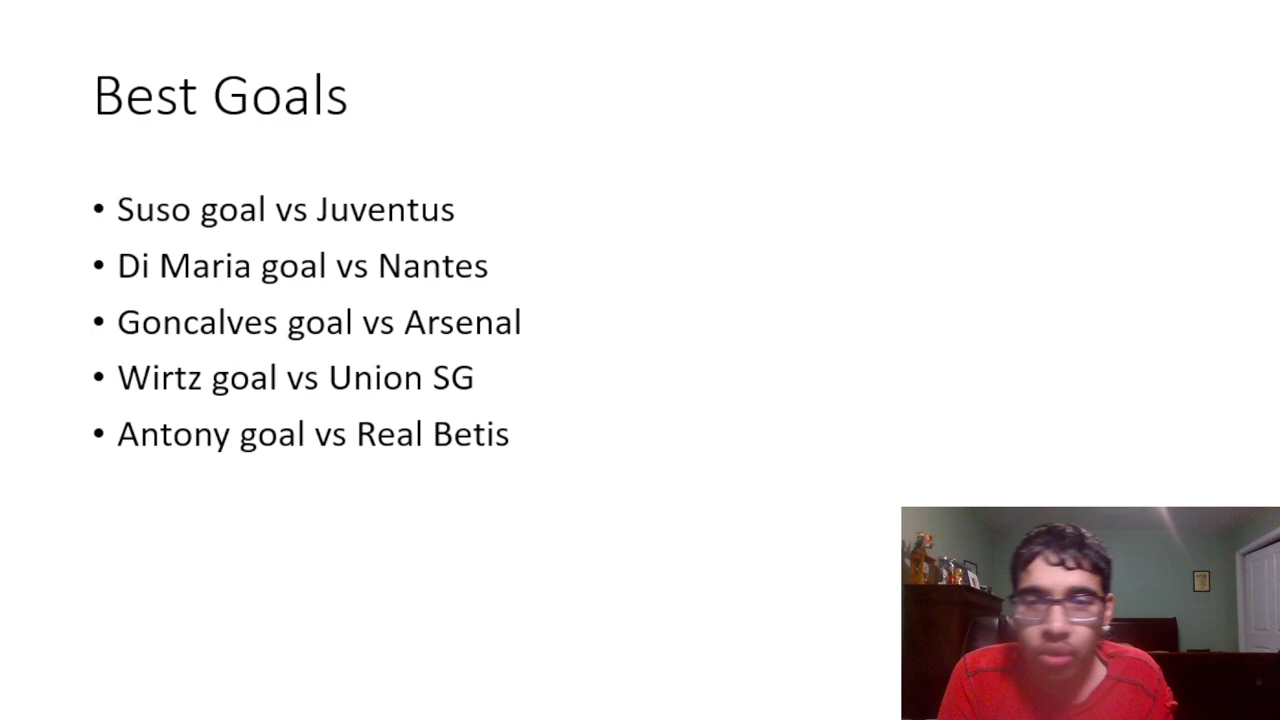 Best Goals
• Suso goal vs Juventus
• Di Maria goal vs Nantes
• Goncalves goal vs Arsenal
• Wirtz goal vs Union SG
• Antony goal vs Real Betis